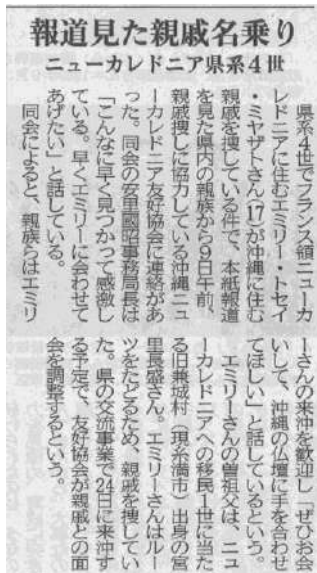 報道見た親戚名乗り
ニューカレドニア県系4世
県系4世でフランス領ニューカ
レドニアに住むエミリー・トセイ
・ミヤザトさん(17)が沖縄に住む
親戚を捜している件で、本紙報道
を見た県内の親族から9日午前、
親戚捜しに協力している沖縄ニュ
ーカレドニア友好協会に連絡があ
った。同会の安里國昭事務局長は
「こんなに早く見つかって感激し
ている。早くエミリーに会わせて
あげたい」と話している。
同会によると、親族らはエミリ
ーさんの来沖を歓迎し「ぜひお会
いして、沖縄の仏壇に手を合わせ
てほしい」と話しているという。
エミリーさんの曽祖父は、ニュ
ーカレドニアへの移民1世に当た
る旧兼城村(現糸満市)出身の宮
里長盛さん。エミリーさんはルー
ツをたどるため、親戚を捜してい
た。県の交流事業で24日に来沖す
る予定で、友好協会が親戚との面
会を調整するという。